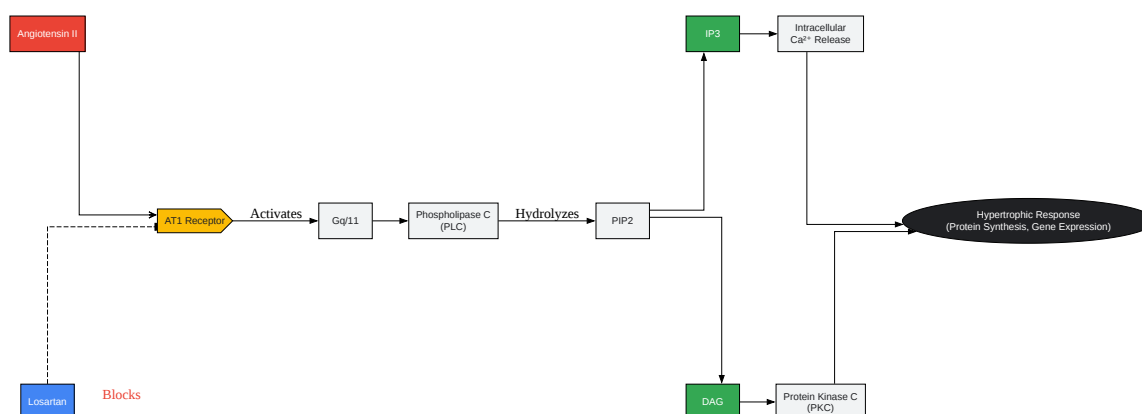 Angiotensin II
IP3
Intracellular
Ca²⁺ Release
AT1 Receptor
Activates
Gq/11
Phospholipase C
(PLC)
Hydrolyzes
PIP2
Hypertrophic Response
(Protein Synthesis, Gene Expression)
Losartan
Blocks
DAG
Protein Kinase C
(PKC)